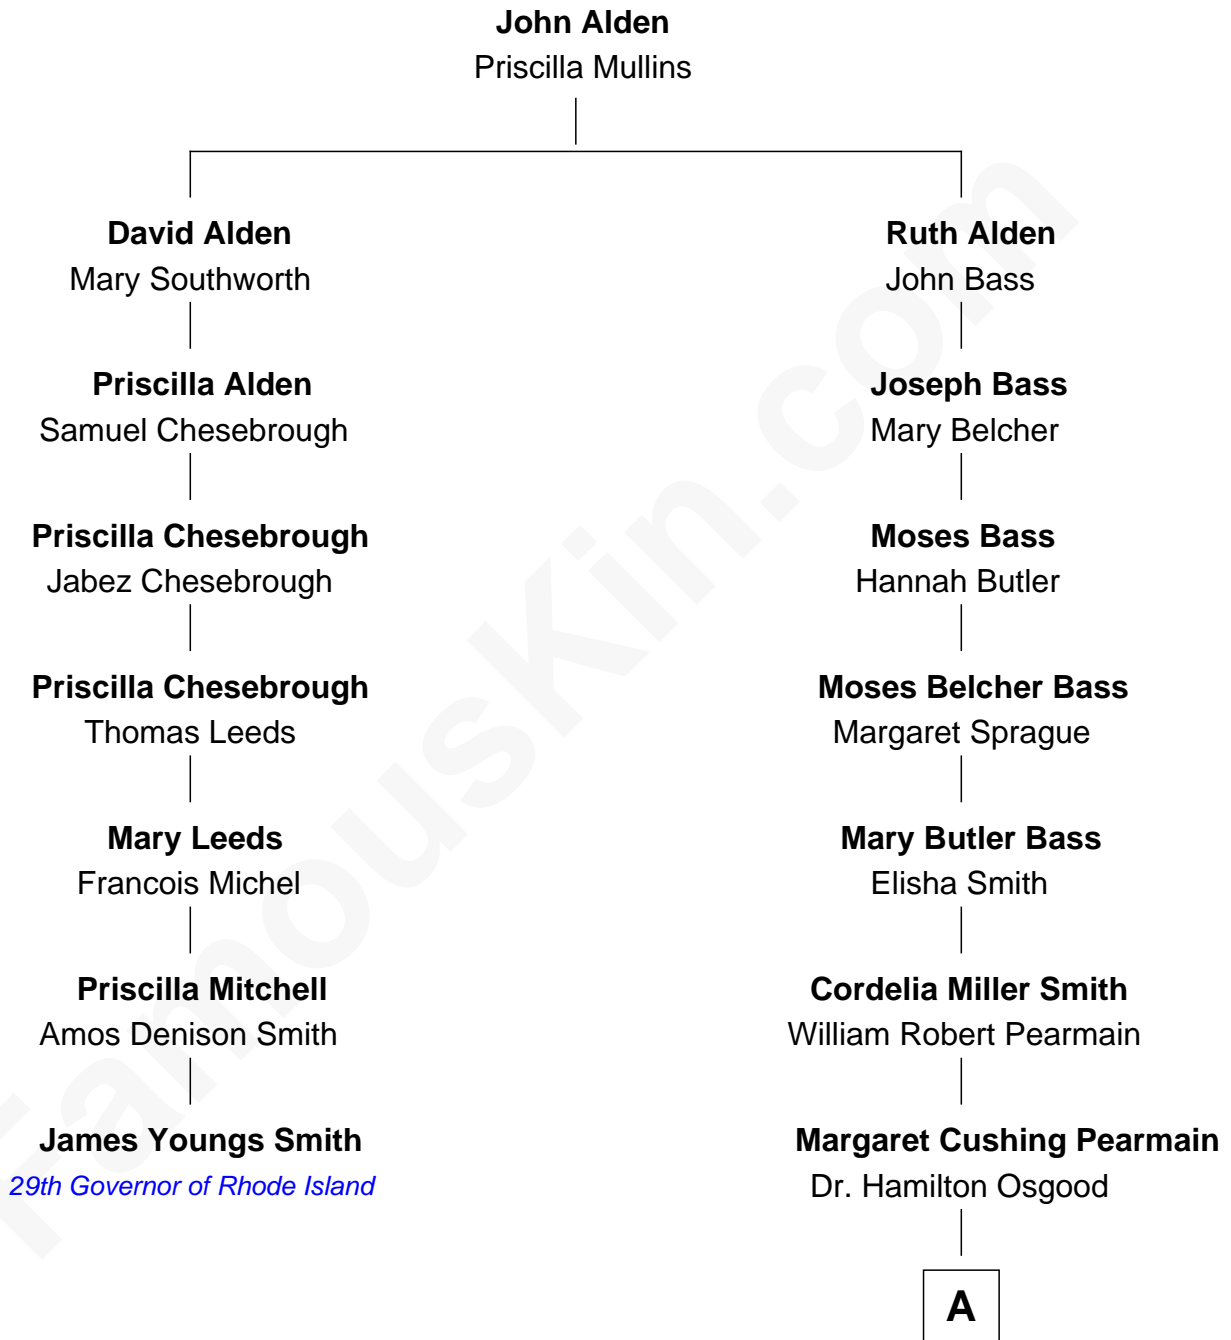 John Alden
Priscilla Mullins
David Alden
Mary Southworth
Ruth Alden
John Bass
Priscilla Alden
Samuel Chesebrough
Joseph Bass
Mary Belcher
Priscilla Chesebrough
Jabez Chesebrough
Moses Bass
Hannah Butler
Priscilla Chesebrough
Thomas Leeds
Moses Belcher Bass
Margaret Sprague
Mary Leeds
Francois Michel
Mary Butler Bass
Elisha Smith
Priscilla Mitchell
Amos Denison Smith
Cordelia Miller Smith
William Robert Pearmain
James Youngs Smith
29th Governor of Rhode Island
Margaret Cushing Pearmain
Dr. Hamilton Osgood
A
FamousKin.com